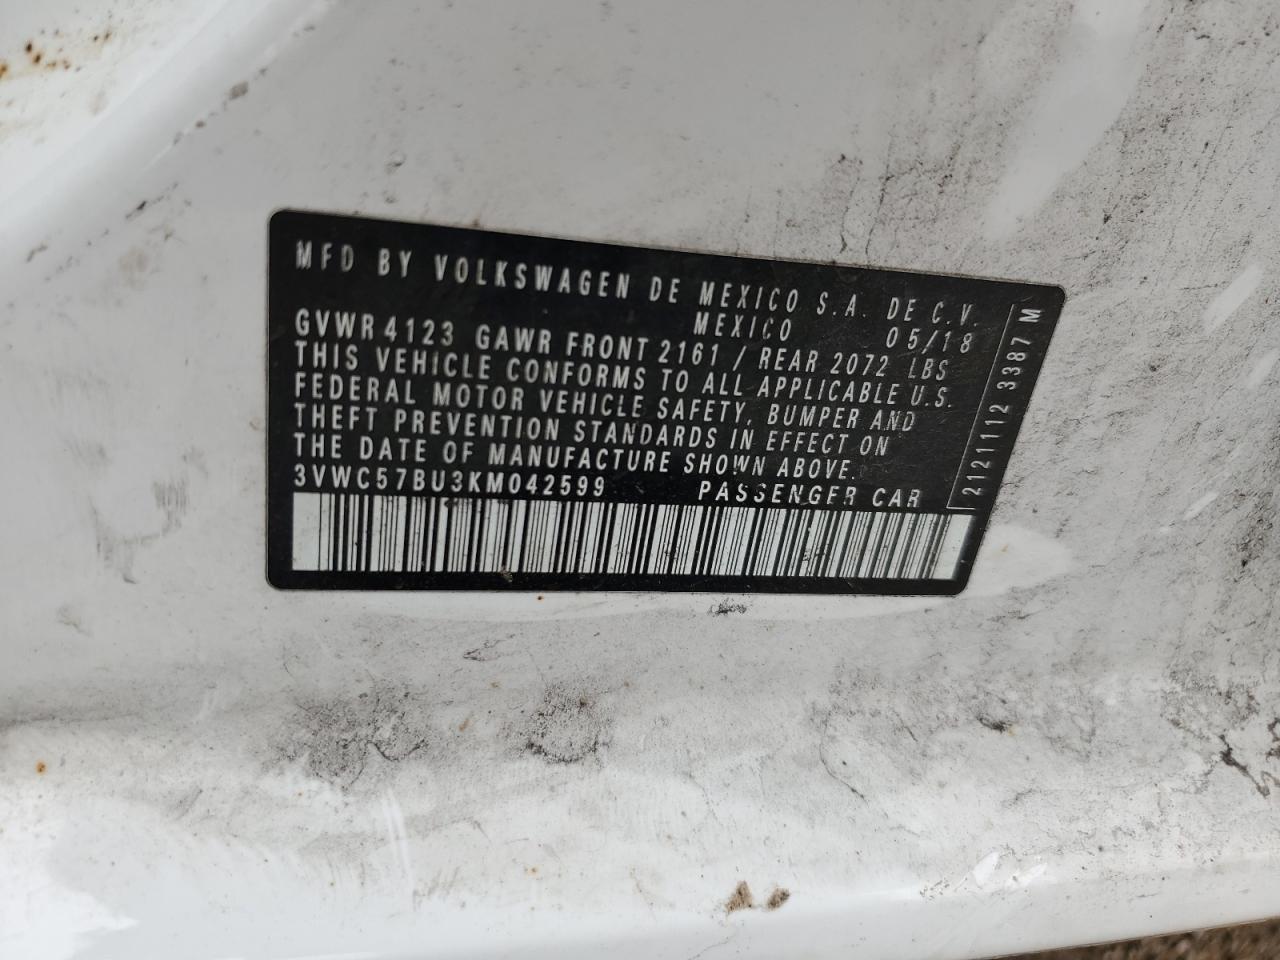 MFD BY VOLKSWAGEN DE MEXICO S.A. DE C.V.
MEXICO 05/18
GVWR 4123 GAWR FRONT 2161 / REAR 2072 LBS
THIS VEHICLE CONFORMS TO ALL APPLICABLE U.S.
FEDERAL MOTOR VEHICLE SAFETY, BUMPER AND
THEFT PREVENTION STANDARDS IN EFFECT ON
THE DATE OF MANUFACTURE SHOWN ABOVE.
3VWC57BU3KM042599 PASSENGER CAR
2121112 3387 M